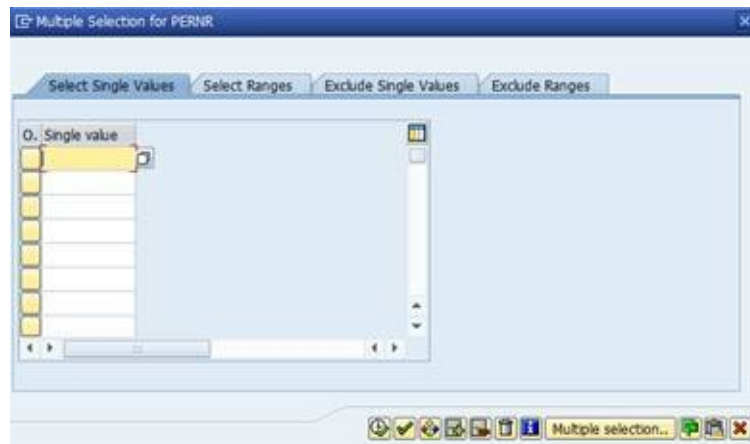 Multiple Selection for PERNR
Select Single Values Select Ranges Exclude Single Values Exclude Ranges
O. Single value
Multiple selection...